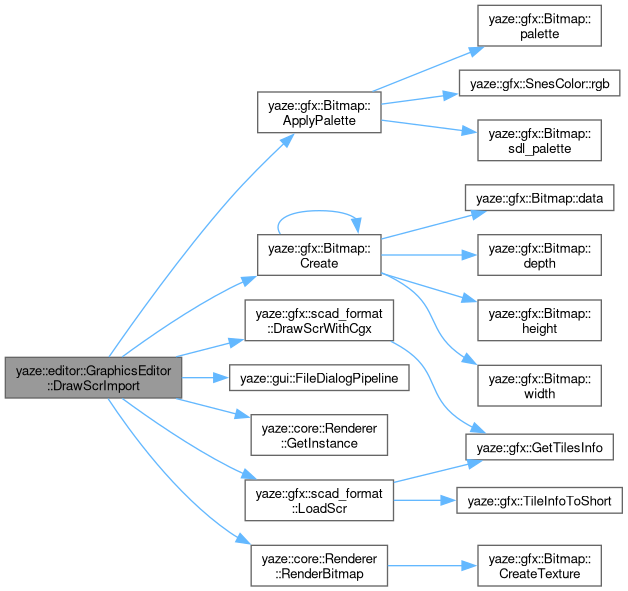 yaze::editor::GraphicsEditor
::DrawScrImport
yaze::gfx::Bitmap::
ApplyPalette
yaze::gfx::Bitmap::
palette
yaze::gfx::SnesColor::rgb
yaze::gfx::Bitmap::
sdl_palette
yaze::gfx::Bitmap::
Create
yaze::gfx::Bitmap::data
yaze::gfx::Bitmap::
depth
yaze::gfx::Bitmap::
height
yaze::gfx::Bitmap::
width
yaze::gfx::scad_format
::DrawScrWithCgx
yaze::gfx::GetTilesInfo
yaze::gui::FileDialogPipeline
yaze::core::Renderer
::GetInstance
yaze::gfx::scad_format
::LoadScr
yaze::gfx::TileInfoToShort
yaze::core::Renderer
::RenderBitmap
yaze::gfx::Bitmap::
CreateTexture